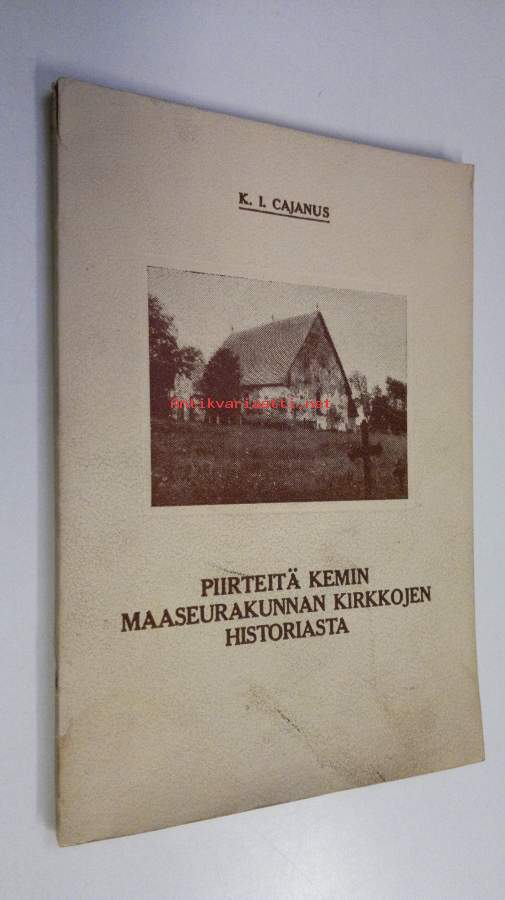 K. I. CAJANUS
Antikvariaatti.net
PIIRTEITÄ KEMIN
MAASEURAKUNNAN KIRKKOJEN
HISTORIASTA